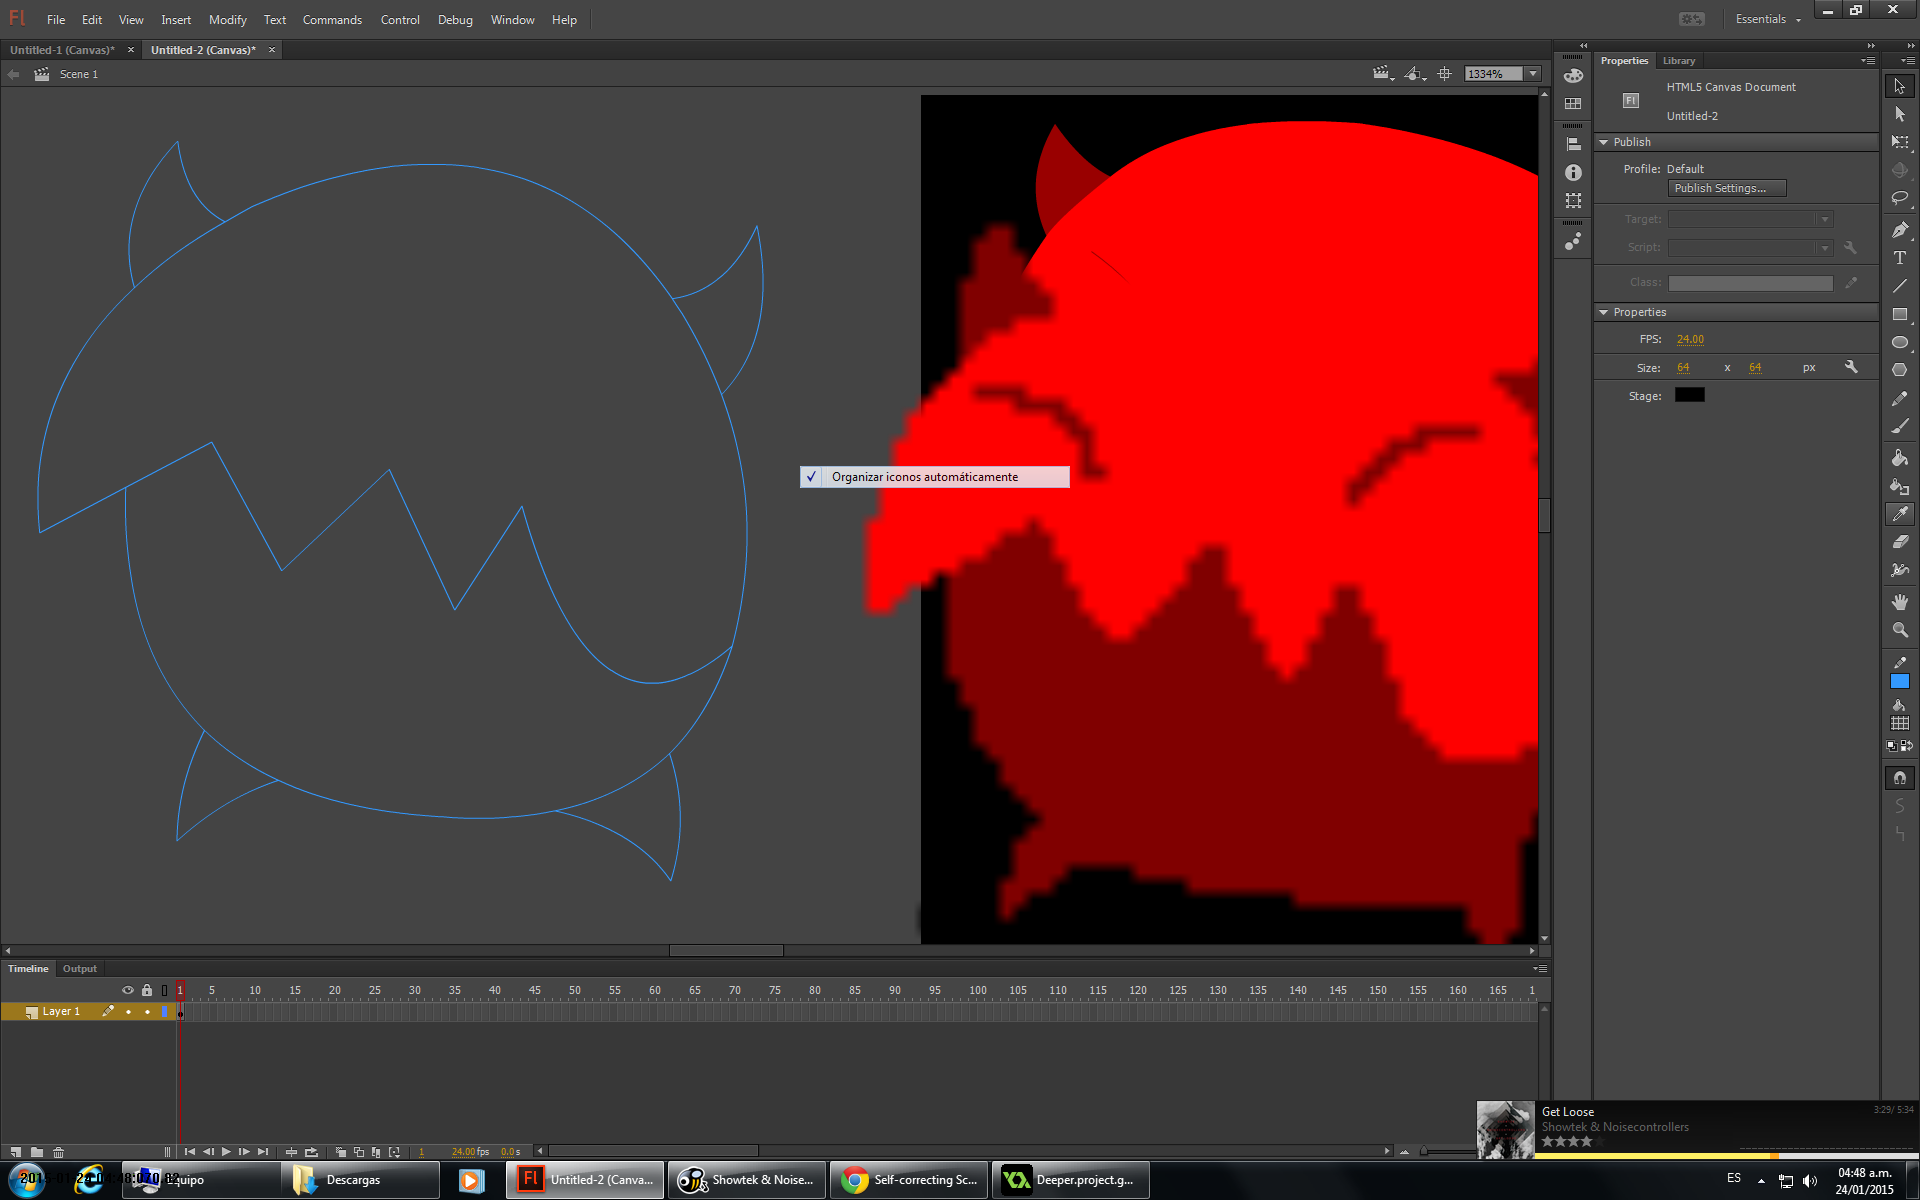 Fl File Edit View Insert Modify Text Commands Control Debug Window Help Essentials
Untitled-1 (Canvas)* × Untitled-2 (Canvas)* ×
Scene 1
1334%
Properties Library
HTML5 Canvas Document
Fl
Untitled-2
Publish
Profile: Default
Publish Settings...
Target:
Script:
Class:
Properties
FPS: 24.00
Size: 64 x 64 px
Stage:
✓ Organizar iconos automáticamente
Timeline Output
1 5 10 15 20 25 30 35 40 45 50 55 60 65 70 75 80 85 90 95 100 105 110 115 120 125 130 135 140 145 150 155 160 165 1
Layer 1
1 24.00 fps 0.0 s
Get Loose 3:29/ 5:34
Showtek & Noisecontrollers
Equipo
Descargas
Fl Untitled-2 (Canva...
Showtek & Noise...
Self-correcting Sc...
Deeper.project.g...
ES
04:48 a.m.
24/01/2015